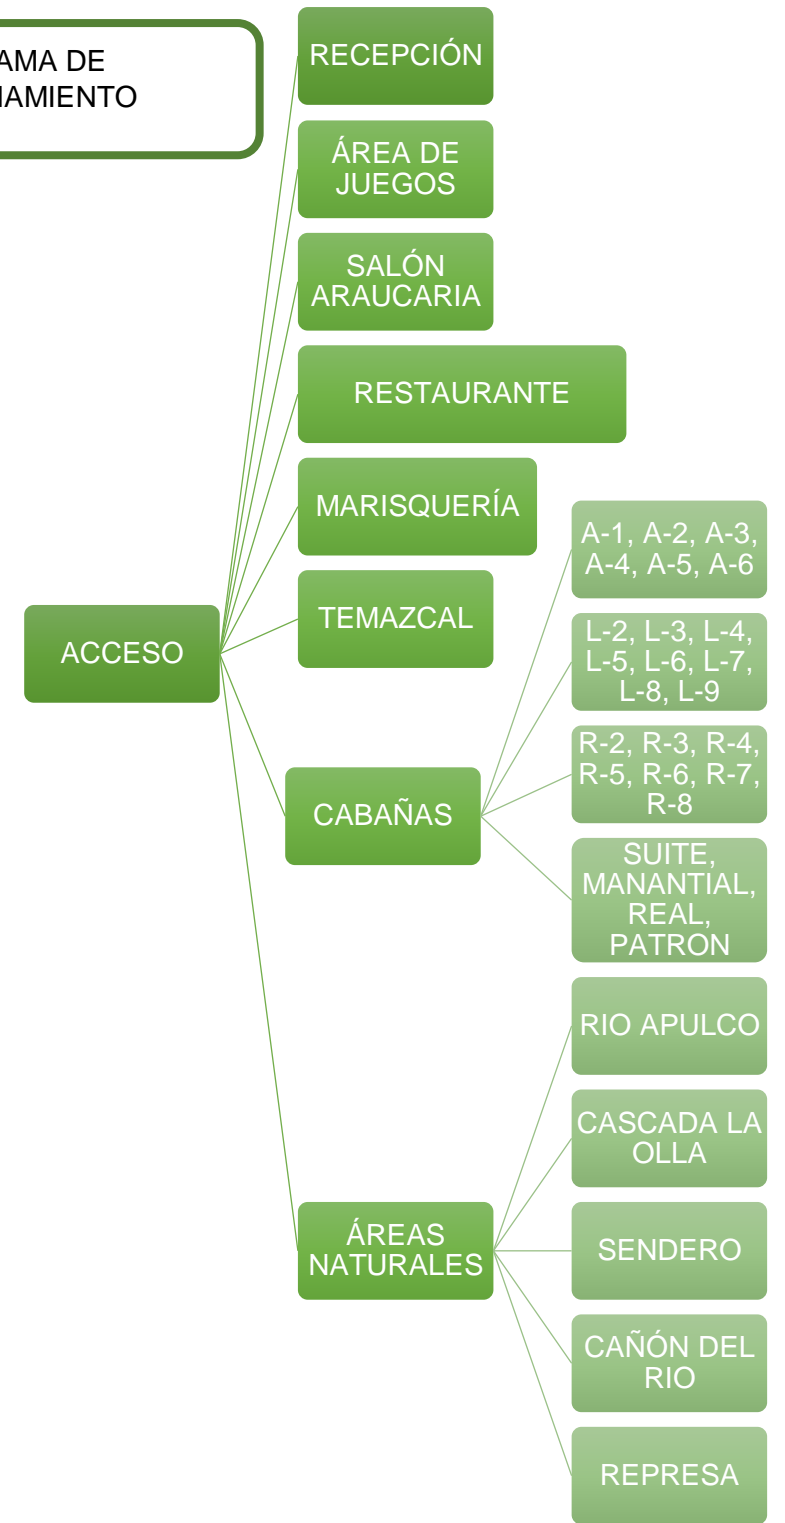 AMA DE
IAMIENTO
RECEPCIÓN
ÁREA DE
JUEGOS
SALÓN
ARAUCARIA
RESTAURANTE
MARISQUERÍA
TEMAZCAL
ACCESO
CABAÑAS
A-1, A-2, A-3,
A-4, A-5, A-6
L-2, L-3, L-4,
L-5, L-6, L-7,
L-8, L-9
R-2, R-3, R-4,
R-5, R-6, R-7,
R-8
SUITE,
MANANTIAL,
REAL,
PATRON
ÁREAS
NATURALES
RIO APULCO
CASCADA LA
OLLA
SENDERO
CAÑÓN DEL
RIO
REPRESA